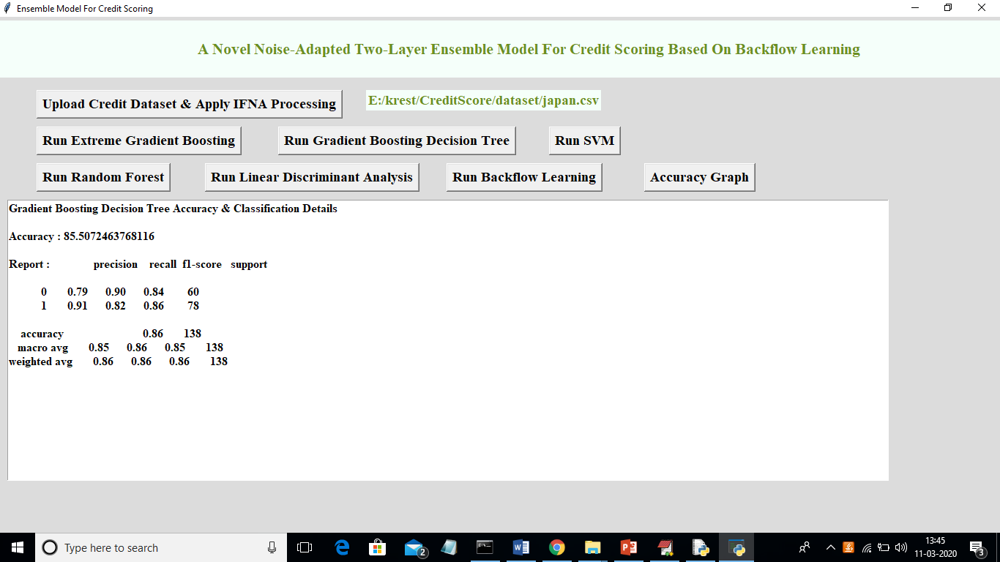 Ensemble Model For Credit Scoring
A Novel Noise-Adapted Two-Layer Ensemble Model For Credit Scoring Based On Backflow Learning
Upload Credit Dataset & Apply IFNA Processing E:/krest/CreditScore/dataset/japan.csv
Run Extreme Gradient Boosting Run Gradient Boosting Decision Tree Run SVM
Run Random Forest Run Linear Discriminant Analysis Run Backflow Learning Accuracy Graph
Gradient Boosting Decision Tree Accuracy & Classification Details
Accuracy : 85.5072463768116
Report : precision recall f1-score support
0 0.79 0.90 0.84 60
1 0.91 0.82 0.86 78
accuracy 0.86 138
macro avg 0.85 0.86 0.85 138
weighted avg 0.86 0.86 0.86 138
Type here to search 2 13:45
11-03-2020 3